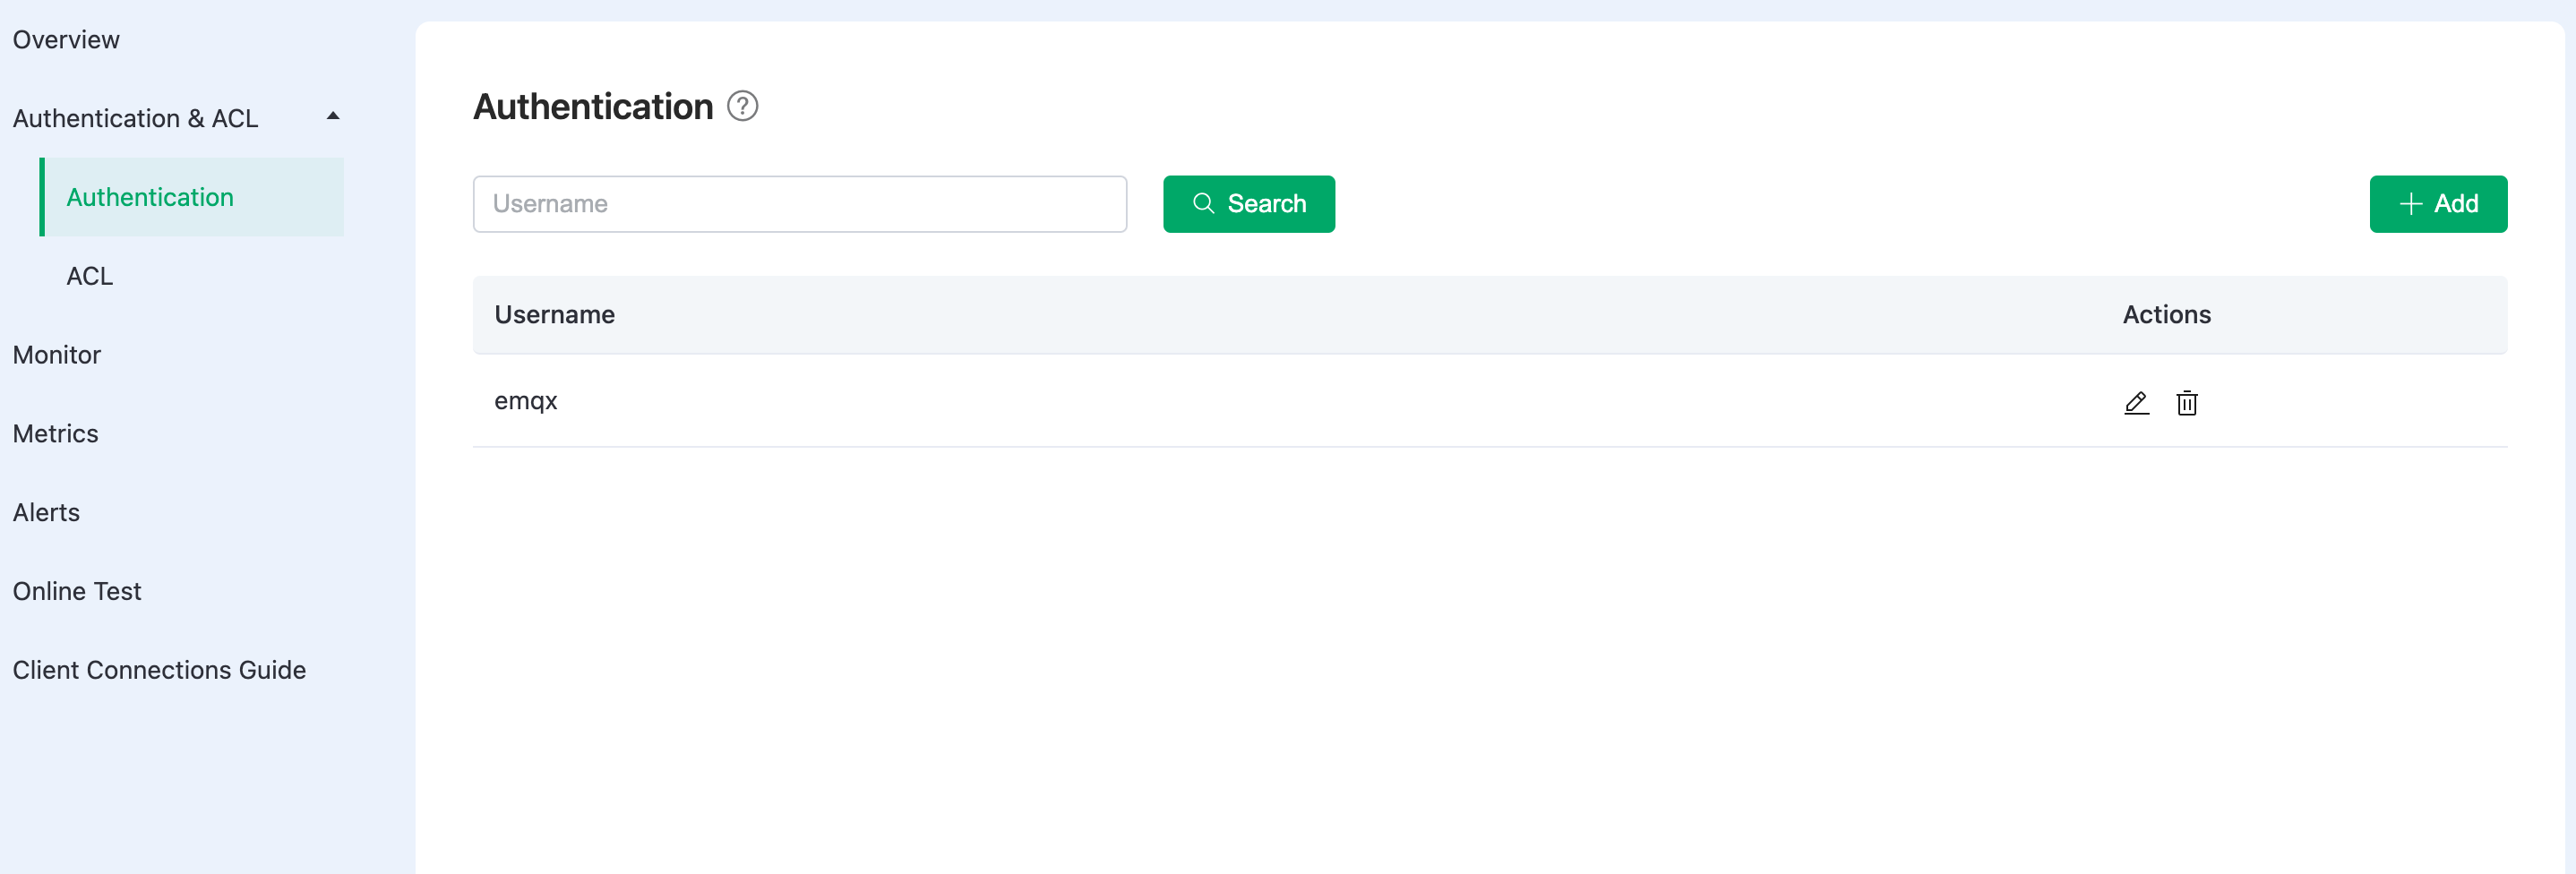 Overview
Authentication & ACL
Authentication
ACL
Monitor
Metrics
Alerts
Online Test
Client Connections Guide
Authentication ?
Username
Search
Add
Username Actions
emqx